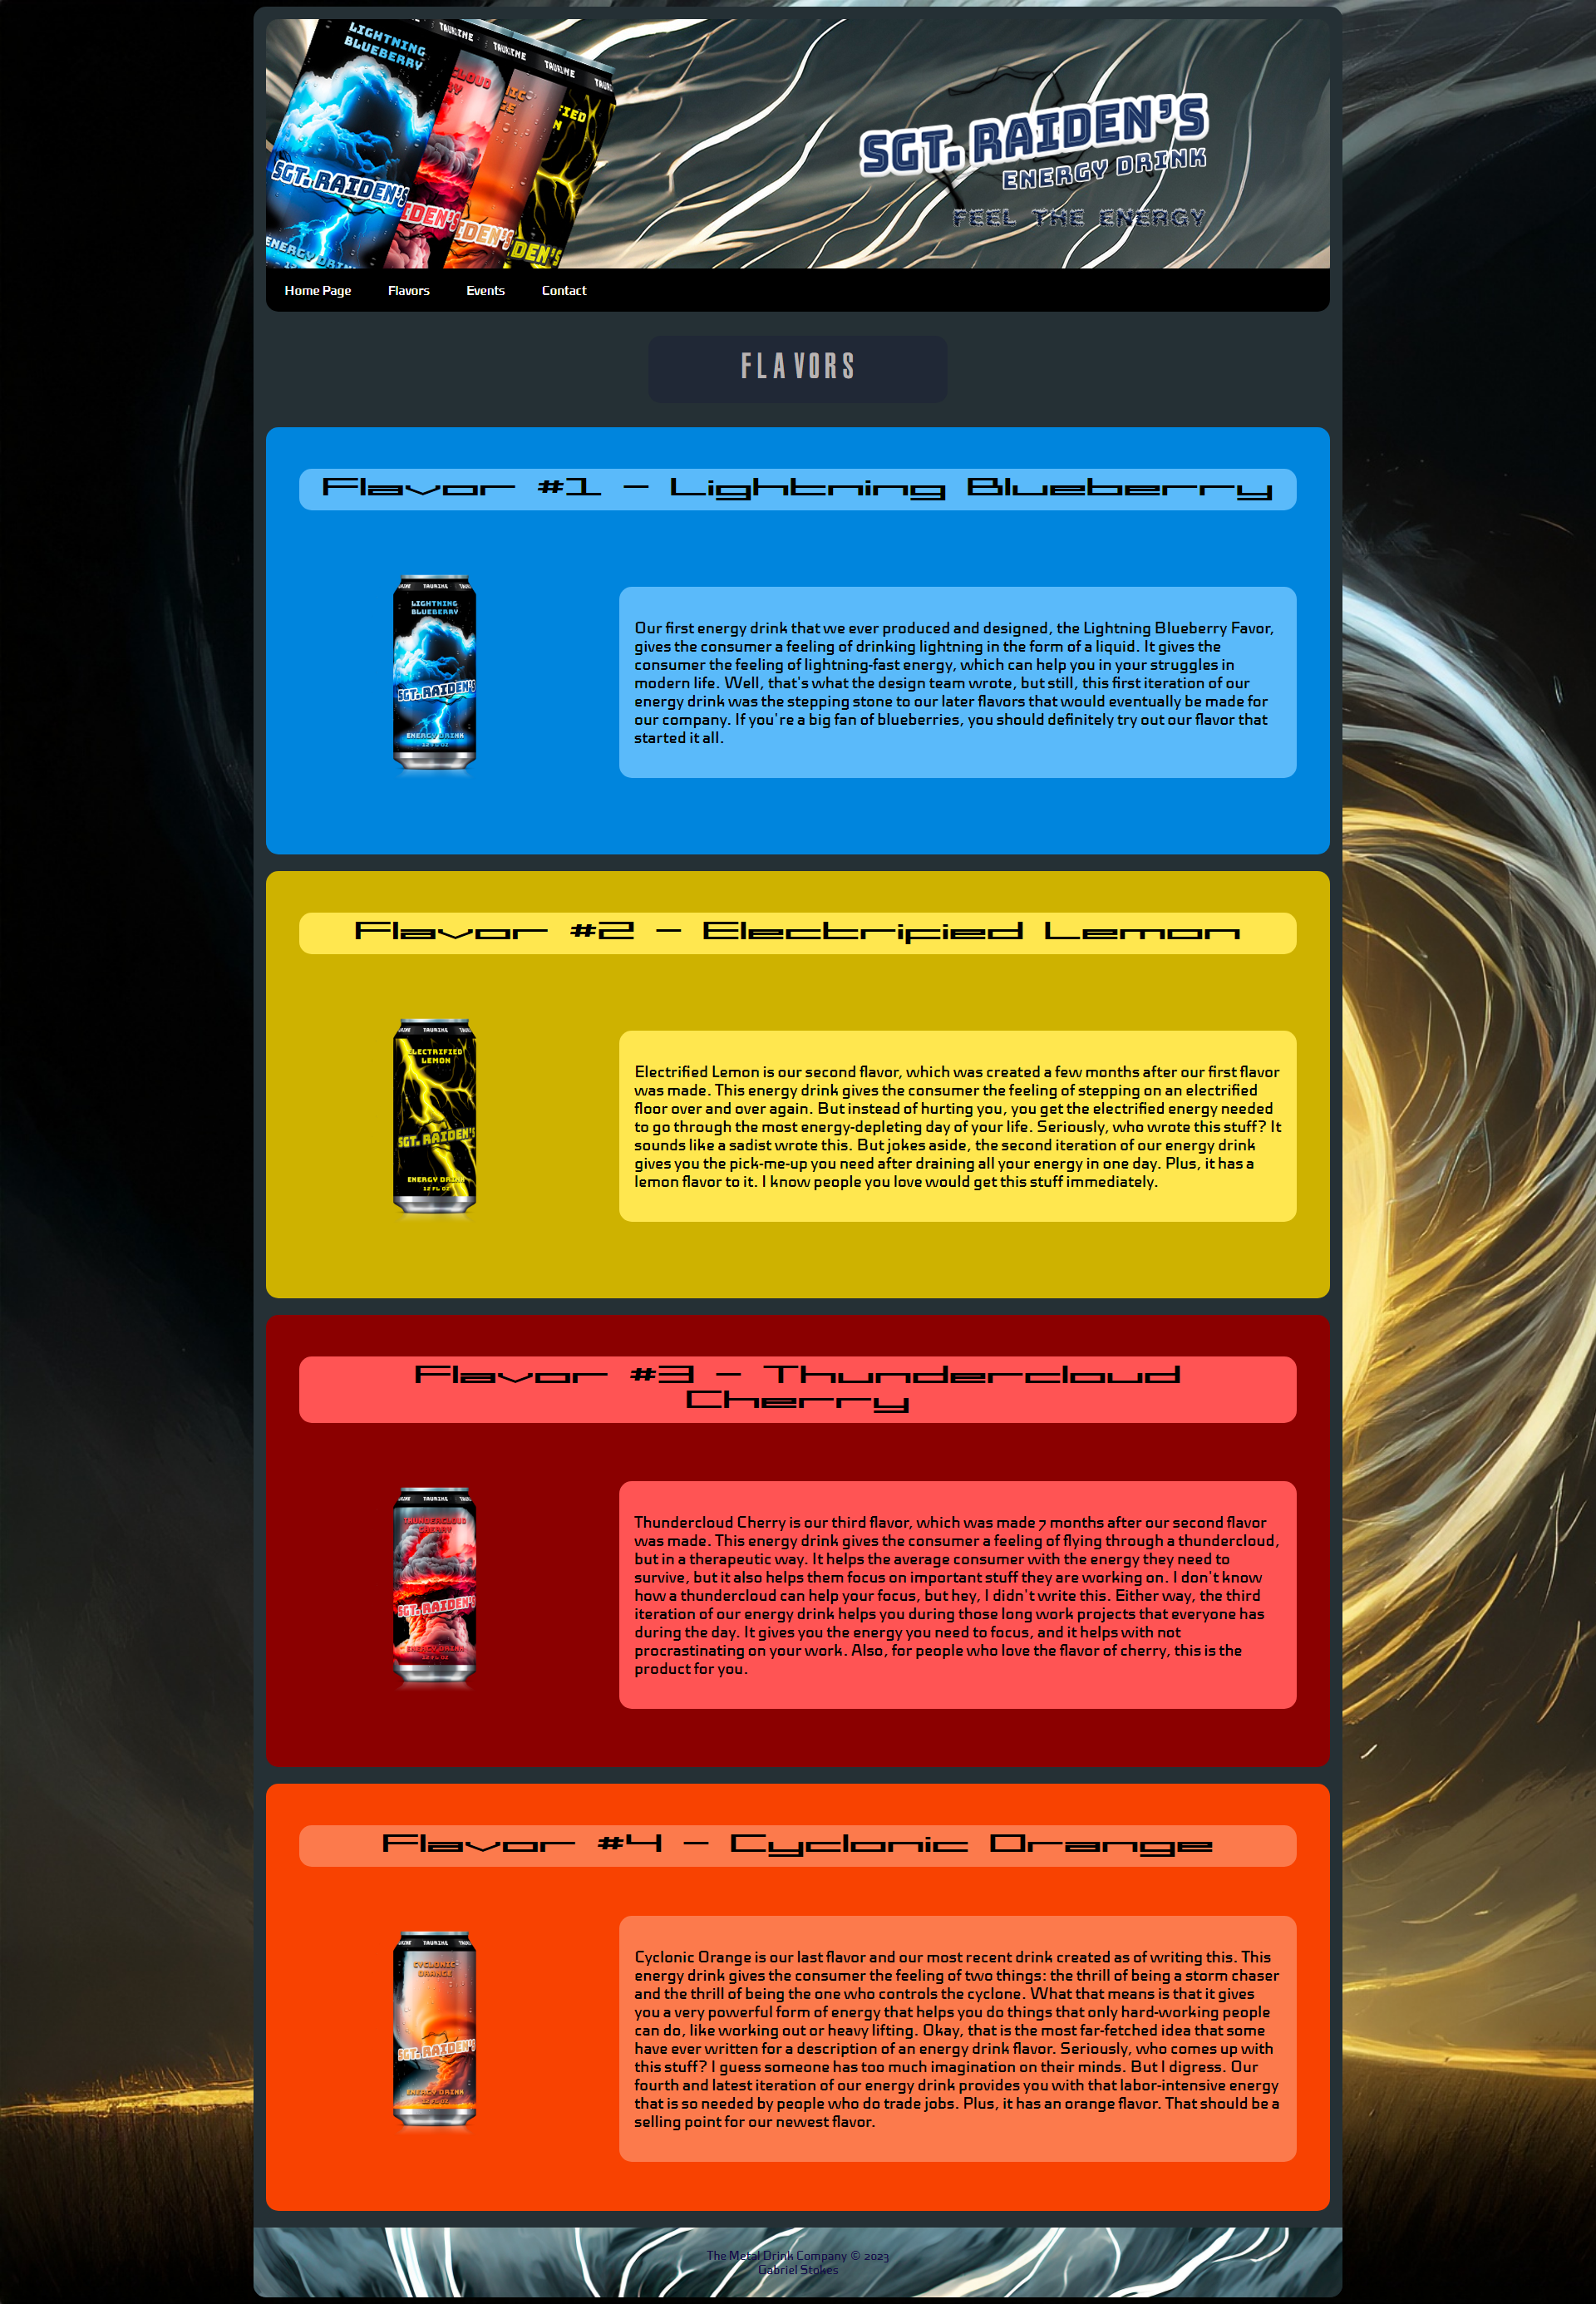 LIGHTNING
BLUEBERRY
TAURINE
TAURINE
TAURINE
SGT. RAIDEN'S
ENERGY DRINK
SGT. RAIDEN'S
ENERGY DRINK
FEEL THE ENERGY
Home Page Flavors Events Contact
FLAVORS
Flavor #1 - Lightning Blueberry
TAURINE
LIGHTNING
BLUEBERRY
SGT. RAIDEN'S
ENERGY DRINK
12 FL OZ
Our first energy drink that we ever produced and designed, the Lightning Blueberry Favor,
gives the consumer a feeling of drinking lightning in the form of a liquid. It gives the
consumer the feeling of lightning-fast energy, which can help you in your struggles in
modern life. Well, that's what the design team wrote, but still, this first iteration of our
energy drink was the stepping stone to our later flavors that would eventually be made for
our company. If you're a big fan of blueberries, you should definitely try out our flavor that
started it all.
Flavor #2 - Electrified Lemon
TAURINE
ELECTRIFIED
LEMON
SGT. RAIDEN'S
ENERGY DRINK
12 FL OZ
Electrified Lemon is our second flavor, which was created a few months after our first flavor
was made. This energy drink gives the consumer the feeling of stepping on an electrified
floor over and over again. But instead of hurting you, you get the electrified energy needed
to go through the most energy-depleting day of your life. Seriously, who wrote this stuff? It
sounds like a sadist wrote this. But jokes aside, the second iteration of our energy drink
gives you the pick-me-up you need after draining all your energy in one day. Plus, it has a
lemon flavor to it. I know people you love would get this stuff immediately.
Flavor #3 - Thundercloud
Cherry
TAURINE
THUNDERCLOUD
CHERRY
SGT. RAIDEN'S
ENERGY DRINK
12 FL OZ
Thundercloud Cherry is our third flavor, which was made 7 months after our second flavor
was made. This energy drink gives the consumer a feeling of flying through a thundercloud,
but in a therapeutic way. It helps the average consumer with the energy they need to
survive, but it also helps them focus on important stuff they are working on. I don't know
how a thundercloud can help your focus, but hey, I didn't write this. Either way, the third
iteration of our energy drink helps you during those long work projects that everyone has
during the day. It gives you the energy you need to focus, and it helps with not
procrastinating on your work. Also, for people who love the flavor of cherry, this is the
product for you.
Flavor #4 - Cyclonic Orange
TAURINE
CYCLONIC
ORANGE
SGT. RAIDEN'S
ENERGY DRINK
12 FL OZ
Cyclonic Orange is our last flavor and our most recent drink created as of writing this. This
energy drink gives the consumer the feeling of two things: the thrill of being a storm chaser
and the thrill of being the one who controls the cyclone. What that means is that it gives
you a very powerful form of energy that helps you do things that only hard-working people
can do, like working out or heavy lifting. Okay, that is the most far-fetched idea that some
have ever written for a description of an energy drink flavor. Seriously, who comes up with
this stuff? I guess someone has too much imagination on their minds. But I digress. Our
fourth and latest iteration of our energy drink provides you with that labor-intensive energy
that is so needed by people who do trade jobs. Plus, it has an orange flavor. That should be a
selling point for our newest flavor.
The Metal Drink Company © 2023
Gabriel Stokes